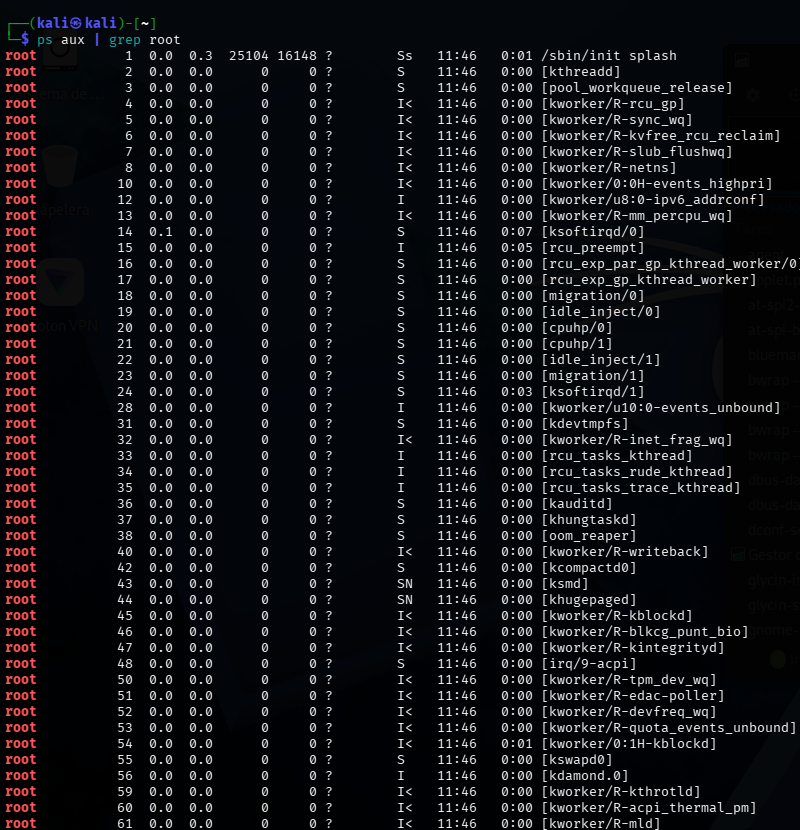 ┌──(kali㉿kali)-[~]
└─$ ps aux | grep root
root 1 0.0 0.3 25104 16148 ? Ss 11:46 0:01 /sbin/init splash
root 2 0.0 0.0 0 0 ? S 11:46 0:00 [kthreadd]
root 3 0.0 0.0 0 0 ? S 11:46 0:00 [pool_workqueue_release]
root 4 0.0 0.0 0 0 ? I< 11:46 0:00 [kworker/R-rcu_gp]
root 5 0.0 0.0 0 0 ? I< 11:46 0:00 [kworker/R-sync_wq]
root 6 0.0 0.0 0 0 ? I< 11:46 0:00 [kworker/R-kvfree_rcu_reclaim]
root 7 0.0 0.0 0 0 ? I< 11:46 0:00 [kworker/R-slub_flushwq]
root 8 0.0 0.0 0 0 ? I< 11:46 0:00 [kworker/R-netns]
root 10 0.0 0.0 0 0 ? I< 11:46 0:00 [kworker/0:0H-events_highpri]
root 12 0.0 0.0 0 0 ? I 11:46 0:00 [kworker/u8:0-ipv6_addrconf]
root 13 0.0 0.0 0 0 ? I< 11:46 0:00 [kworker/R-mm_percpu_wq]
root 14 0.1 0.0 0 0 ? S 11:46 0:07 [ksoftirqd/0]
root 15 0.0 0.0 0 0 ? I 11:46 0:05 [rcu_preempt]
root 16 0.0 0.0 0 0 ? S 11:46 0:00 [rcu_exp_par_gp_kthread_worker/0]
root 17 0.0 0.0 0 0 ? S 11:46 0:00 [rcu_exp_gp_kthread_worker]
root 18 0.0 0.0 0 0 ? S 11:46 0:00 [migration/0]
root 19 0.0 0.0 0 0 ? S 11:46 0:00 [idle_inject/0]
root 20 0.0 0.0 0 0 ? S 11:46 0:00 [cpuhp/0]
root 21 0.0 0.0 0 0 ? S 11:46 0:00 [cpuhp/1]
root 22 0.0 0.0 0 0 ? S 11:46 0:00 [idle_inject/1]
root 23 0.0 0.0 0 0 ? S 11:46 0:00 [migration/1]
root 24 0.0 0.0 0 0 ? S 11:46 0:03 [ksoftirqd/1]
root 28 0.0 0.0 0 0 ? I 11:46 0:00 [kworker/u10:0-events_unbound]
root 31 0.0 0.0 0 0 ? S 11:46 0:00 [kdevtmpfs]
root 32 0.0 0.0 0 0 ? I< 11:46 0:00 [kworker/R-inet_frag_wq]
root 33 0.0 0.0 0 0 ? I 11:46 0:00 [rcu_tasks_kthread]
root 34 0.0 0.0 0 0 ? I 11:46 0:00 [rcu_tasks_rude_kthread]
root 35 0.0 0.0 0 0 ? I 11:46 0:00 [rcu_tasks_trace_kthread]
root 36 0.0 0.0 0 0 ? S 11:46 0:00 [kauditd]
root 37 0.0 0.0 0 0 ? S 11:46 0:00 [khungtaskd]
root 38 0.0 0.0 0 0 ? S 11:46 0:00 [oom_reaper]
root 40 0.0 0.0 0 0 ? I< 11:46 0:00 [kworker/R-writeback]
root 42 0.0 0.0 0 0 ? S 11:46 0:00 [kcompactd0]
root 43 0.0 0.0 0 0 ? SN 11:46 0:00 [ksmd]
root 44 0.0 0.0 0 0 ? SN 11:46 0:00 [khugepaged]
root 45 0.0 0.0 0 0 ? I< 11:46 0:00 [kworker/R-kblockd]
root 46 0.0 0.0 0 0 ? I< 11:46 0:00 [kworker/R-blkcg_punt_bio]
root 47 0.0 0.0 0 0 ? I< 11:46 0:00 [kworker/R-kintegrityd]
root 48 0.0 0.0 0 0 ? S 11:46 0:00 [irq/9-acpi]
root 50 0.0 0.0 0 0 ? I< 11:46 0:00 [kworker/R-tpm_dev_wq]
root 51 0.0 0.0 0 0 ? I< 11:46 0:00 [kworker/R-edac-poller]
root 52 0.0 0.0 0 0 ? I< 11:46 0:00 [kworker/R-devfreq_wq]
root 53 0.0 0.0 0 0 ? I< 11:46 0:00 [kworker/R-quota_events_unbound]
root 54 0.0 0.0 0 0 ? I< 11:46 0:01 [kworker/0:1H-kblockd]
root 55 0.0 0.0 0 0 ? S 11:46 0:00 [kswapd0]
root 56 0.0 0.0 0 0 ? I 11:46 0:00 [kdamond.0]
root 59 0.0 0.0 0 0 ? I< 11:46 0:00 [kworker/R-kthrotld]
root 60 0.0 0.0 0 0 ? I< 11:46 0:00 [kworker/R-acpi_thermal_pm]
root 61 0.0 0.0 0 0 ? I< 11:46 0:00 [kworker/R-mld]